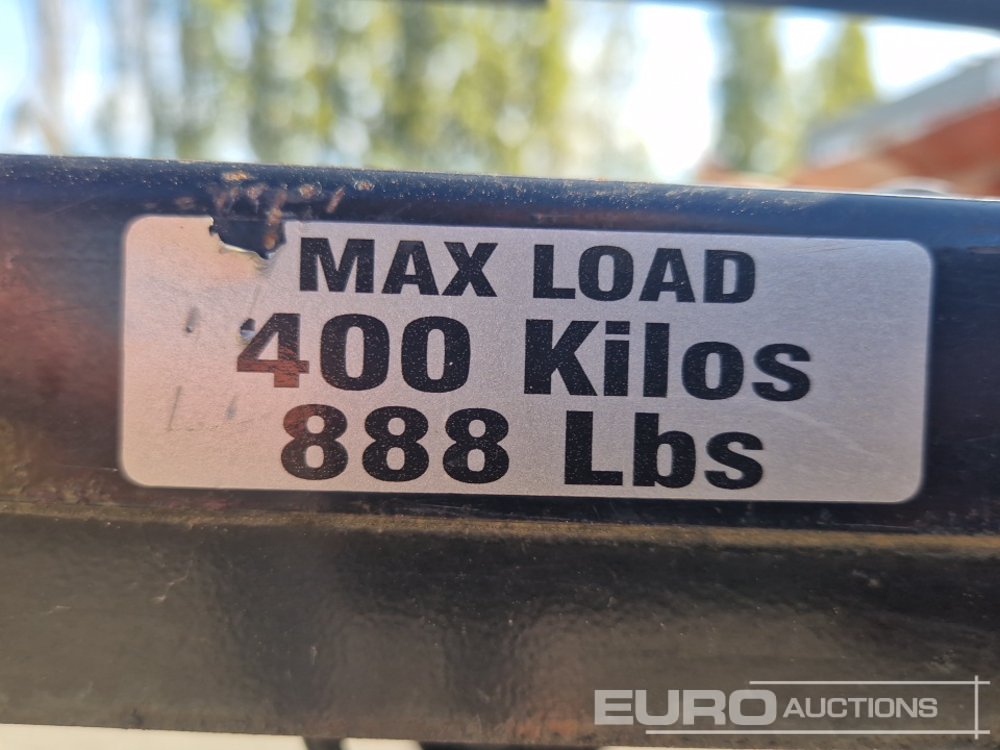 MAX LOAD
400 Kilos
888 Lbs
EURO AUCTIONS